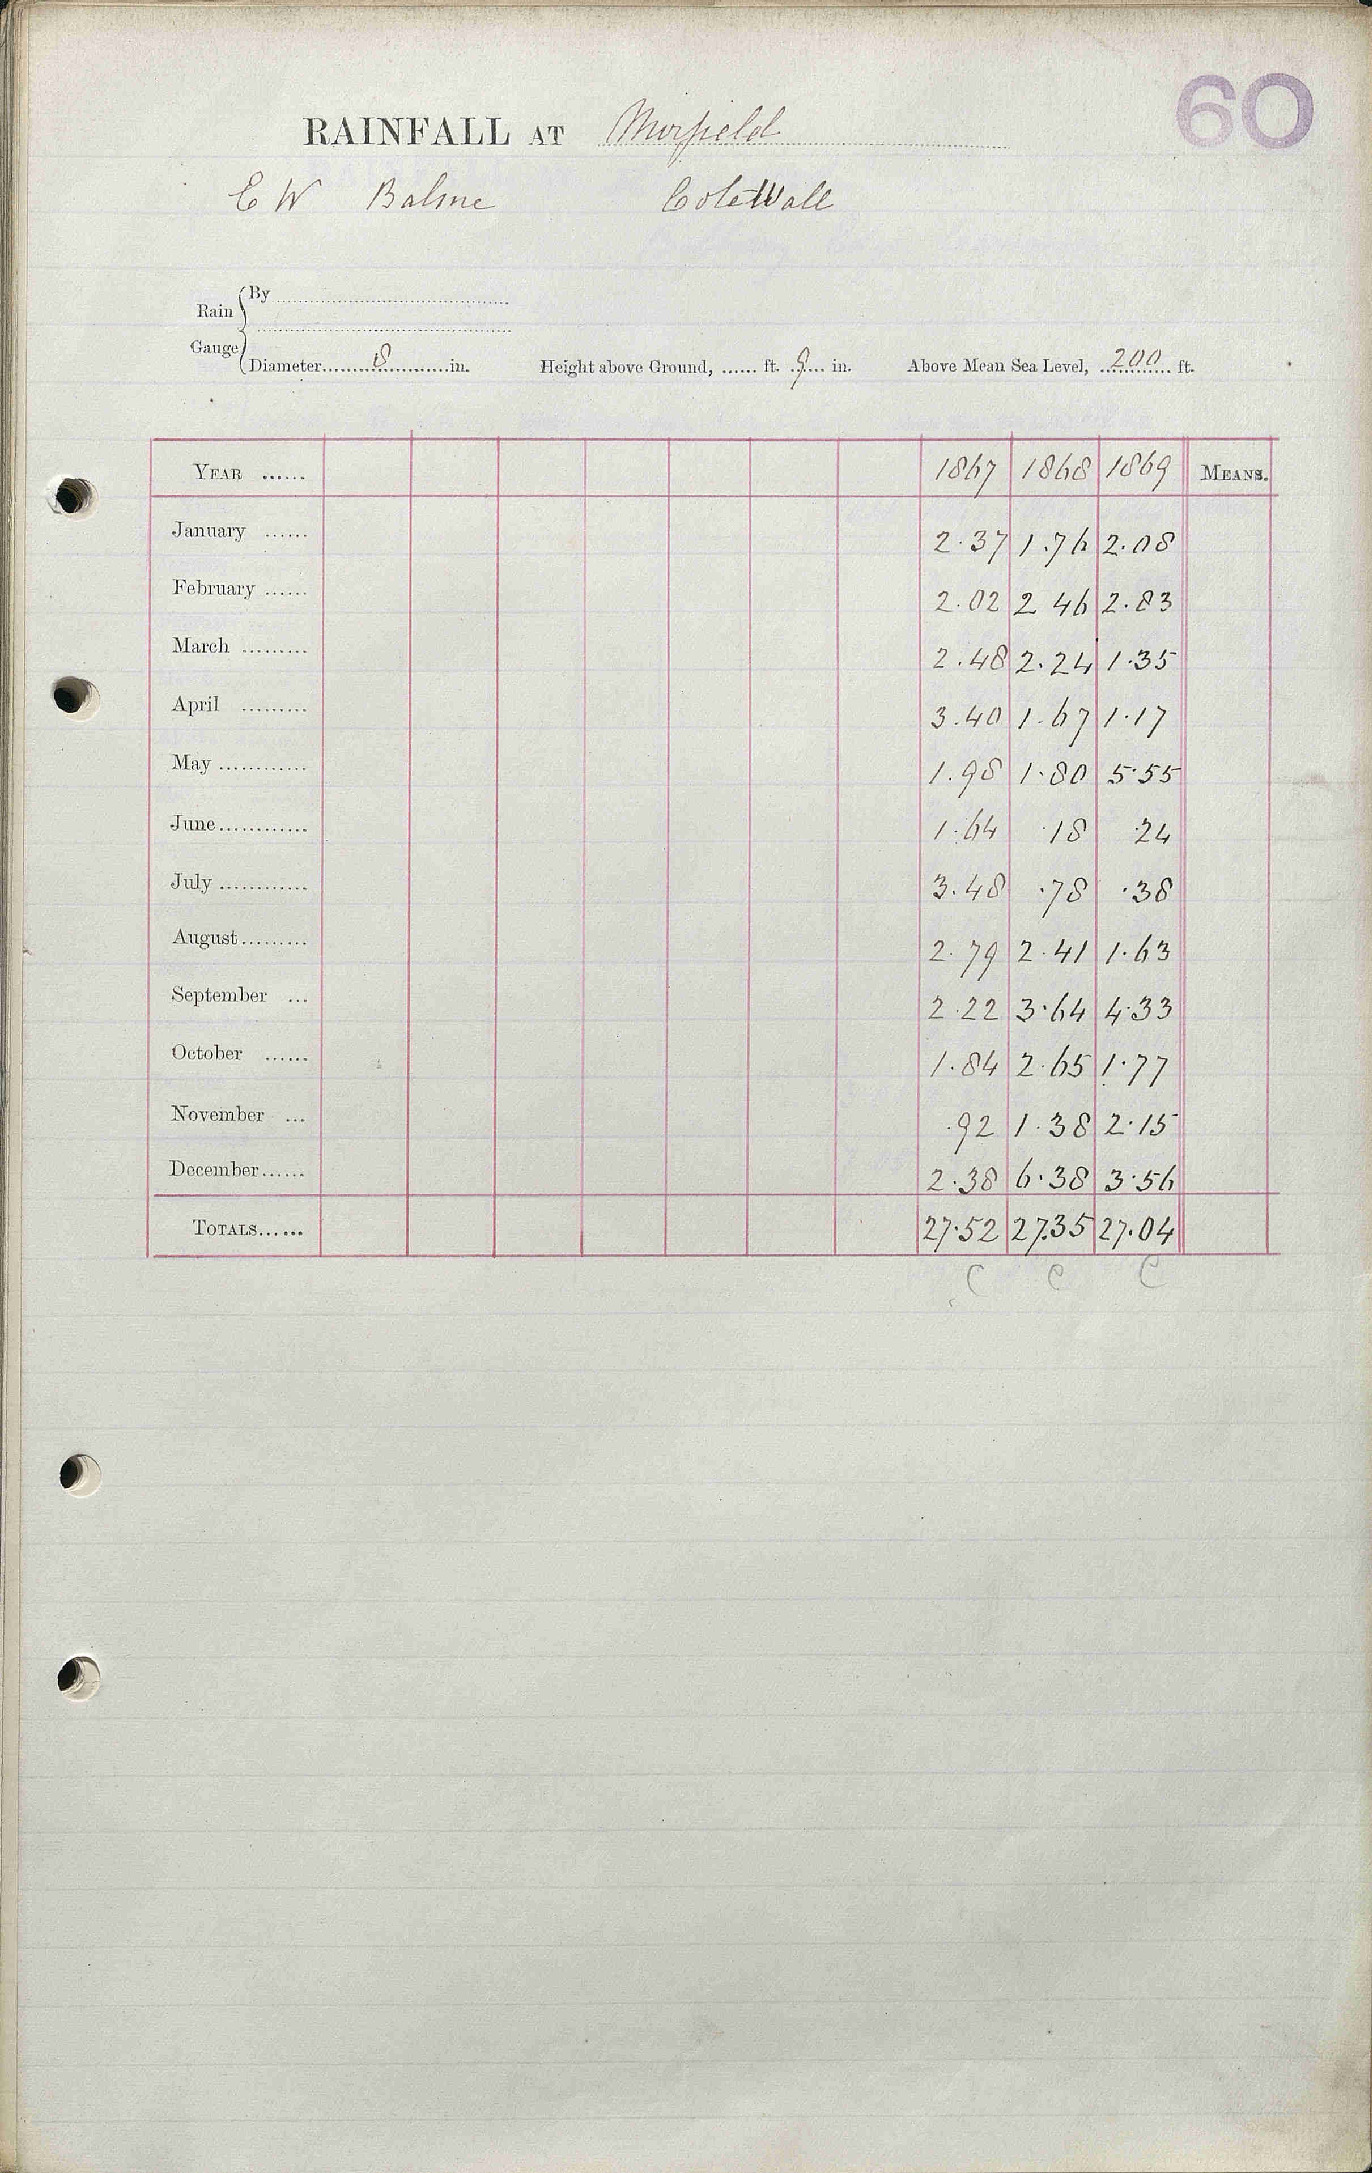 60
RAINFALL AT Mirfield
E W Balme Cote Wall
Rain Gauge
By
Diameter 8 in. Height above Ground, ...... ft. 9 in. Above Mean Sea Level, 200 ft.
YEAR ...... 1867 1868 1869 MEANS.
January ...... 2.37 1.76 2.08
February ...... 2.02 2 46 2.83
March ......... 2.48 2.24 1.35
April ......... 3.40 1.67 1.17
May ............ 1.98 1.80 5.55
June ............ 1.64 .18 .24
July ............ 3.48 .78 .38
August ......... 2.79 2.41 1.63
September ... 2.22 3.64 4.33
October ...... 1.84 2.65 1.77
November ... .92 1.38 2.15
December ...... 2.38 6.38 3.56
TOTALS ...... 27.52 27.35 27.04
C C C